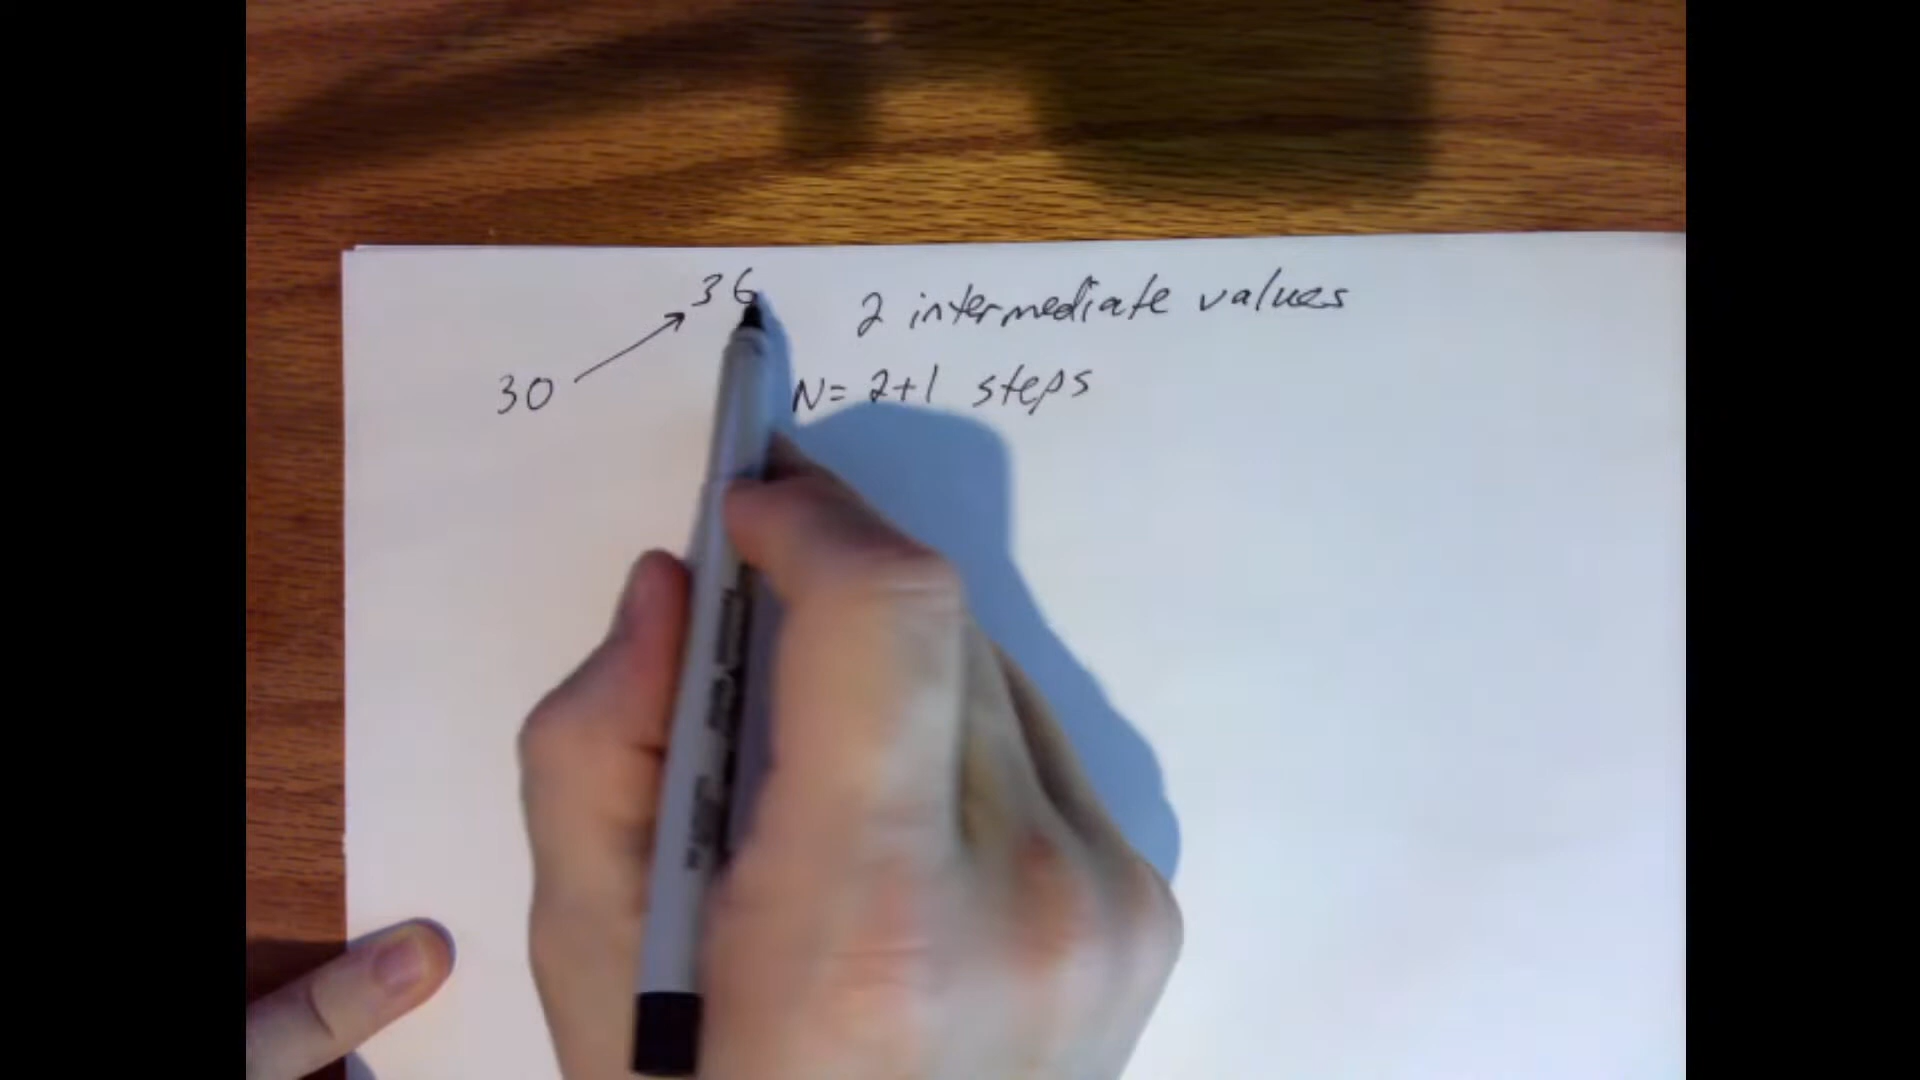 36 2 intermediate values
30 N= 2+1 steps